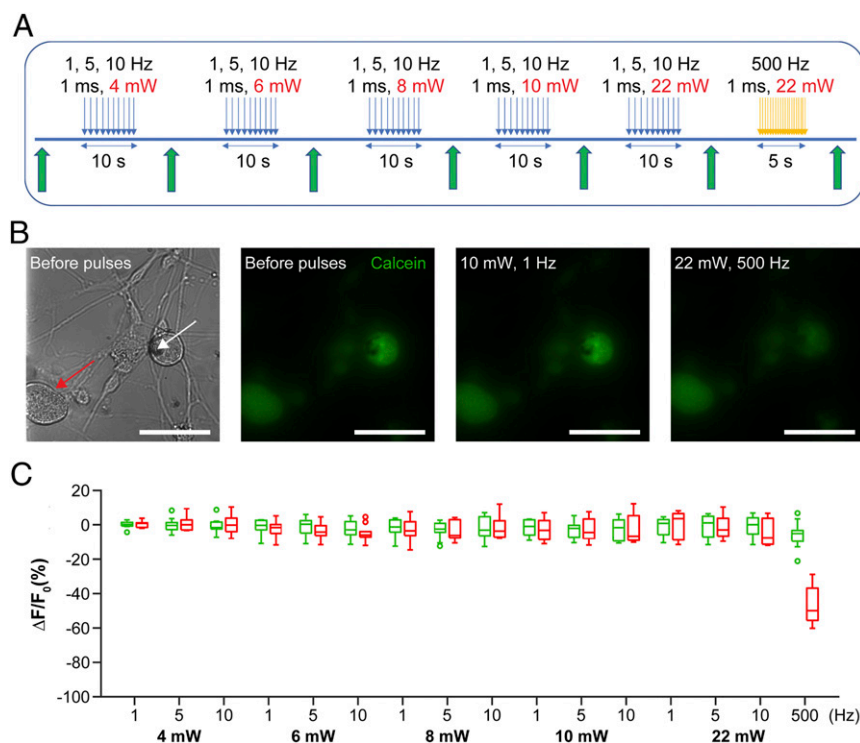 A
1, 5, 10 Hz
1 ms, 4 mW
10 s
1, 5, 10 Hz
1 ms, 6 mW
10 s
1, 5, 10 Hz
1 ms, 8 mW
10 s
1, 5, 10 Hz
1 ms, 10 mW
10 s
1, 5, 10 Hz
1 ms, 22 mW
10 s
500 Hz
1 ms, 22 mW
5 s
B
Before pulses
Before pulses Calcein
10 mW, 1 Hz
22 mW, 500 Hz
C
ΔF/F0(%)
20
0
-20
-40
-60
-80
-100
1 5 10 1 5 10 1 5 10 1 5 10 1 5 10 500 (Hz)
4 mW 6 mW 8 mW 10 mW 22 mW